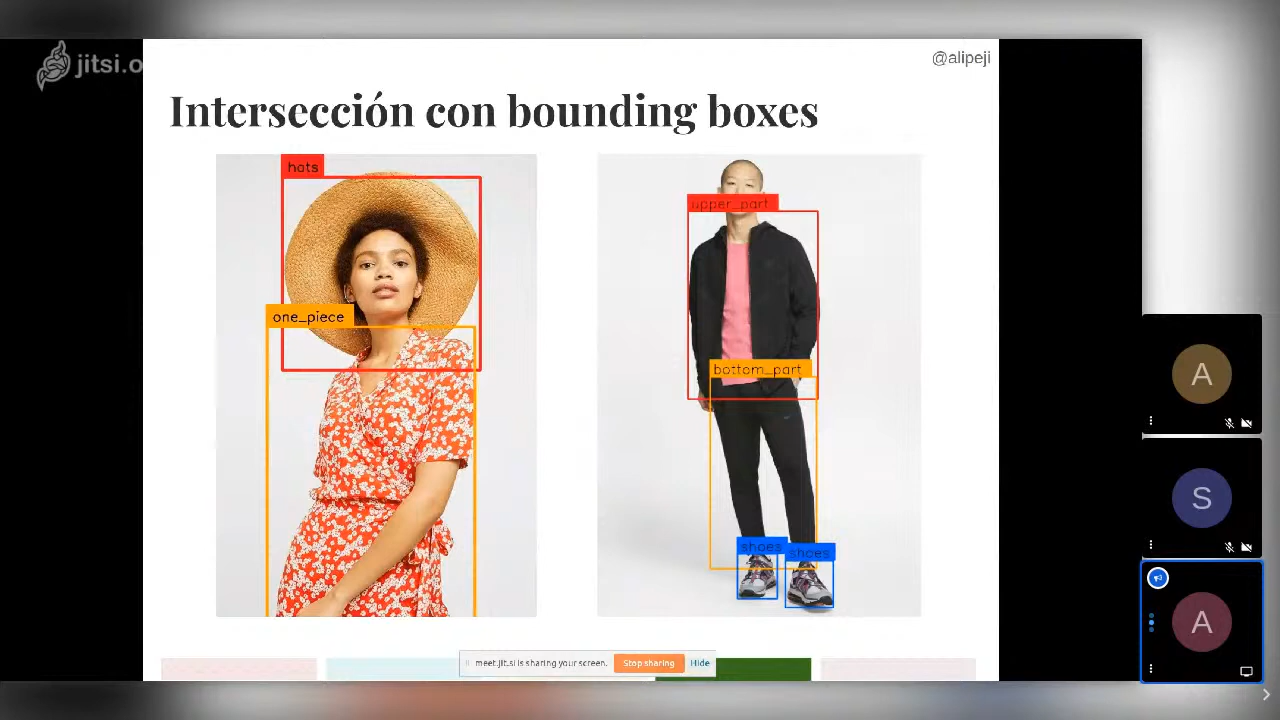 jitsi.o
@alipeji
Intersección con bounding boxes
hats
upper_part
one_piece
bottom_part
shoes
shoes
meet.jit.si is sharing your screen.
Stop sharing
Hide
A
S
A